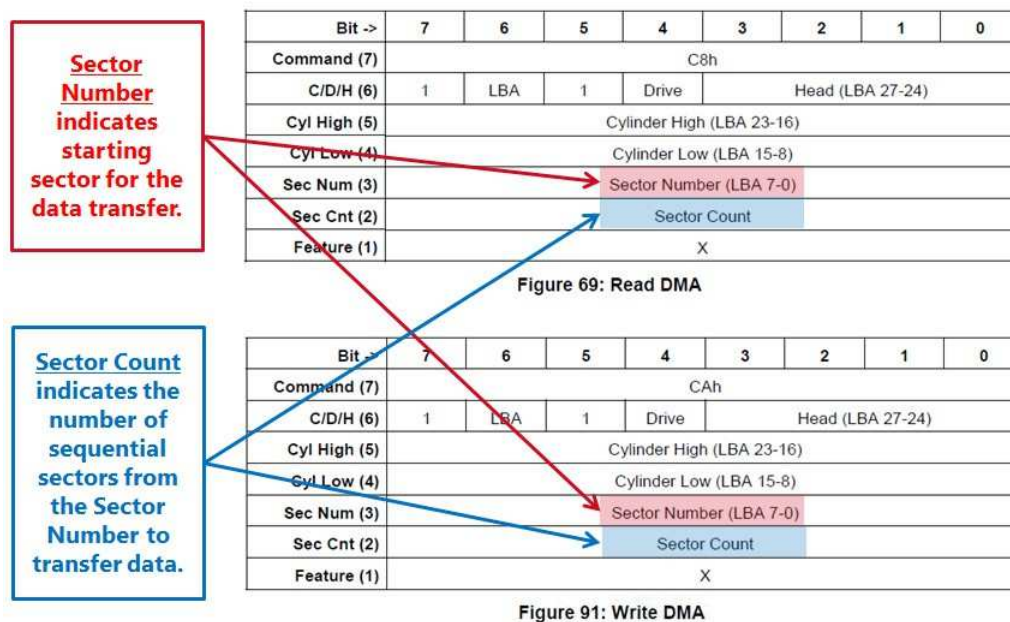 Sector
Number
indicates
starting
sector for the
data transfer.
Bit -> 7 6 5 4 3 2 1 0
Command (7) C8h
C/D/H (6) 1 LBA 1 Drive Head (LBA 27-24)
Cyl High (5) Cylinder High (LBA 23-16)
Cyl Low (4) Cylinder Low (LBA 15-8)
Sec Num (3) Sector Number (LBA 7-0)
Sec Cnt (2) Sector Count
Feature (1) X
Figure 69: Read DMA
Sector Count
indicates the
number of
sequential
sectors from
the Sector
Number to
transfer data.
Bit -> 7 6 5 4 3 2 1 0
Command (7) CAh
C/D/H (6) 1 LBA 1 Drive Head (LBA 27-24)
Cyl High (5) Cylinder High (LBA 23-16)
Cyl Low (4) Cylinder Low (LBA 15-8)
Sec Num (3) Sector Number (LBA 7-0)
Sec Cnt (2) Sector Count
Feature (1) X
Figure 91: Write DMA